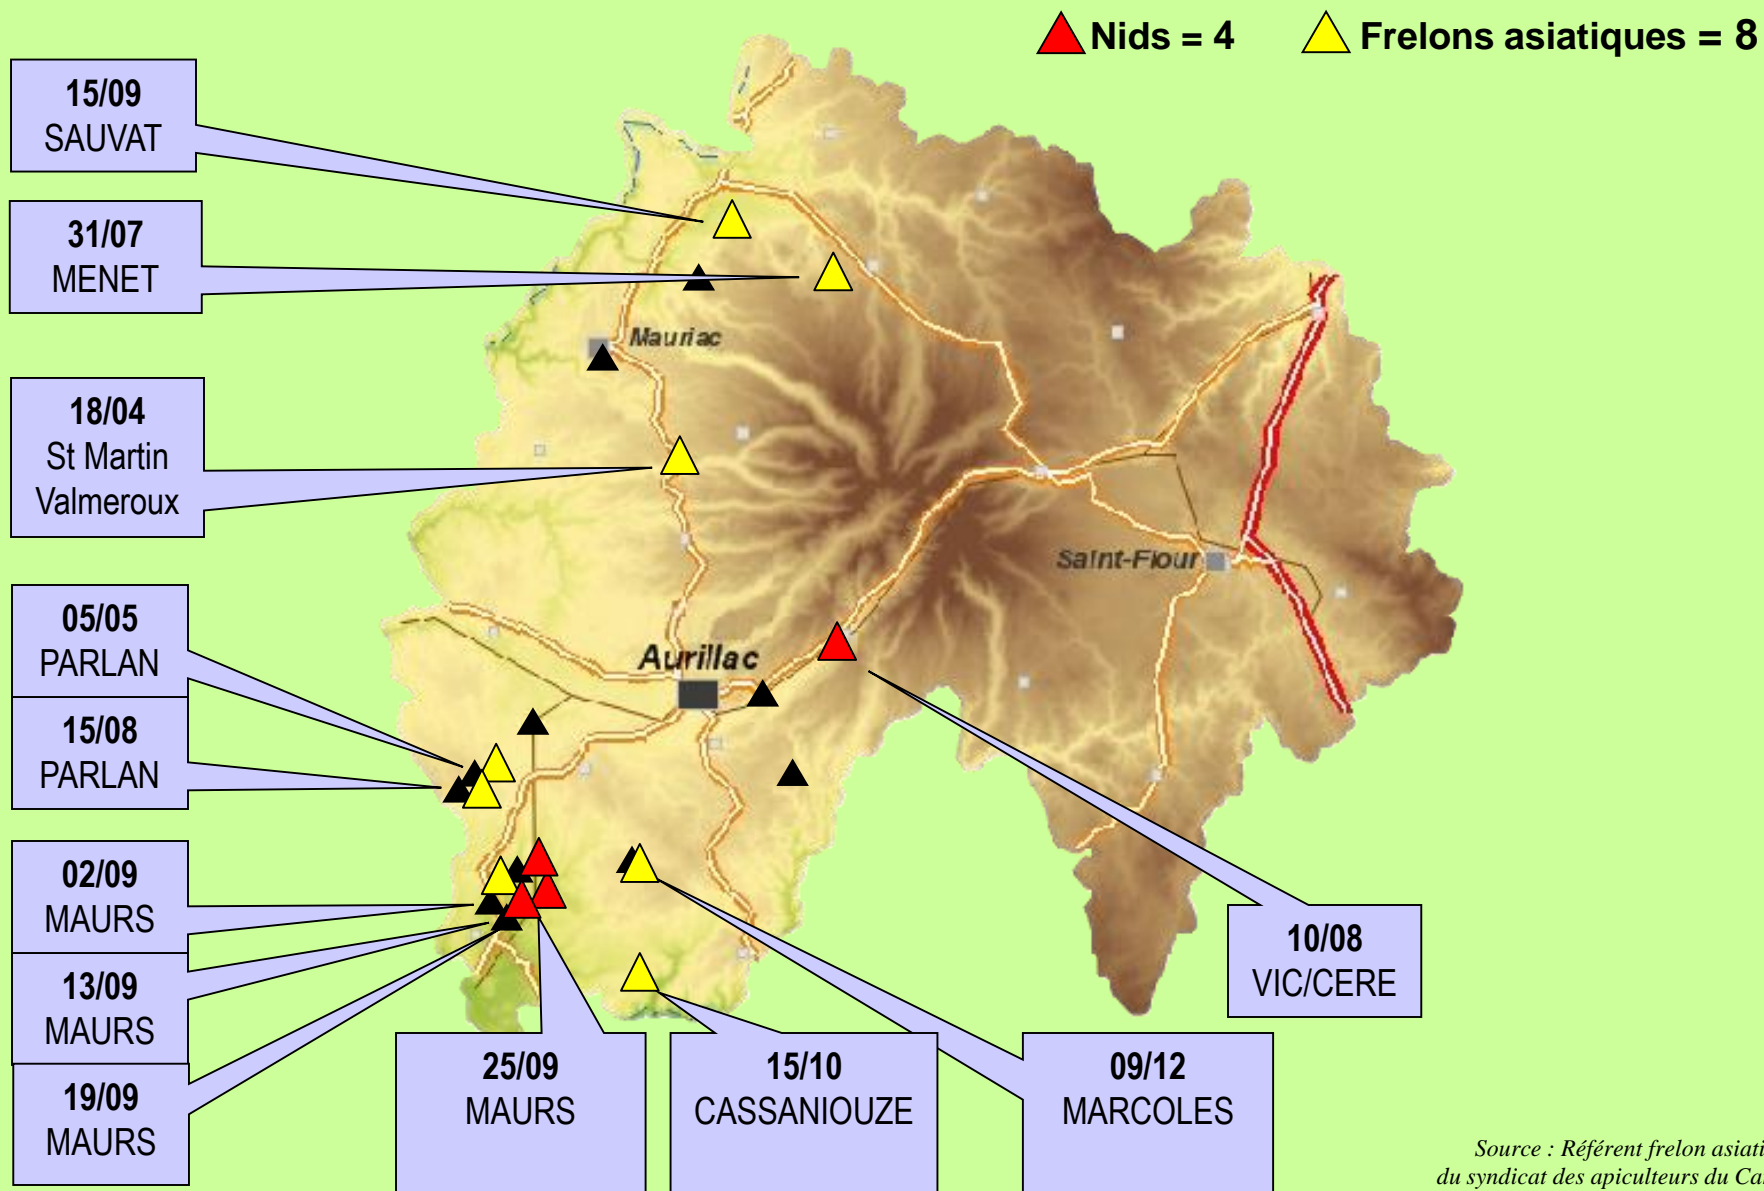 Nids = 4
Frelons asiatiques = 8
15/09
SAUVAT
31/07
MENET
Mauriac
18/04
St Martin
Valmeroux
Saint-Flour
05/05
PARLAN
Aurillac
15/08
PARLAN
02/09
MAURS
10/08
VIC/CERE
13/09
MAURS
19/09
MAURS
25/09
MAURS
15/10
CASSANIOUZE
09/12
MARCOLES
Source : Référent frelon asiati
du syndicat des apiculteurs du Ca